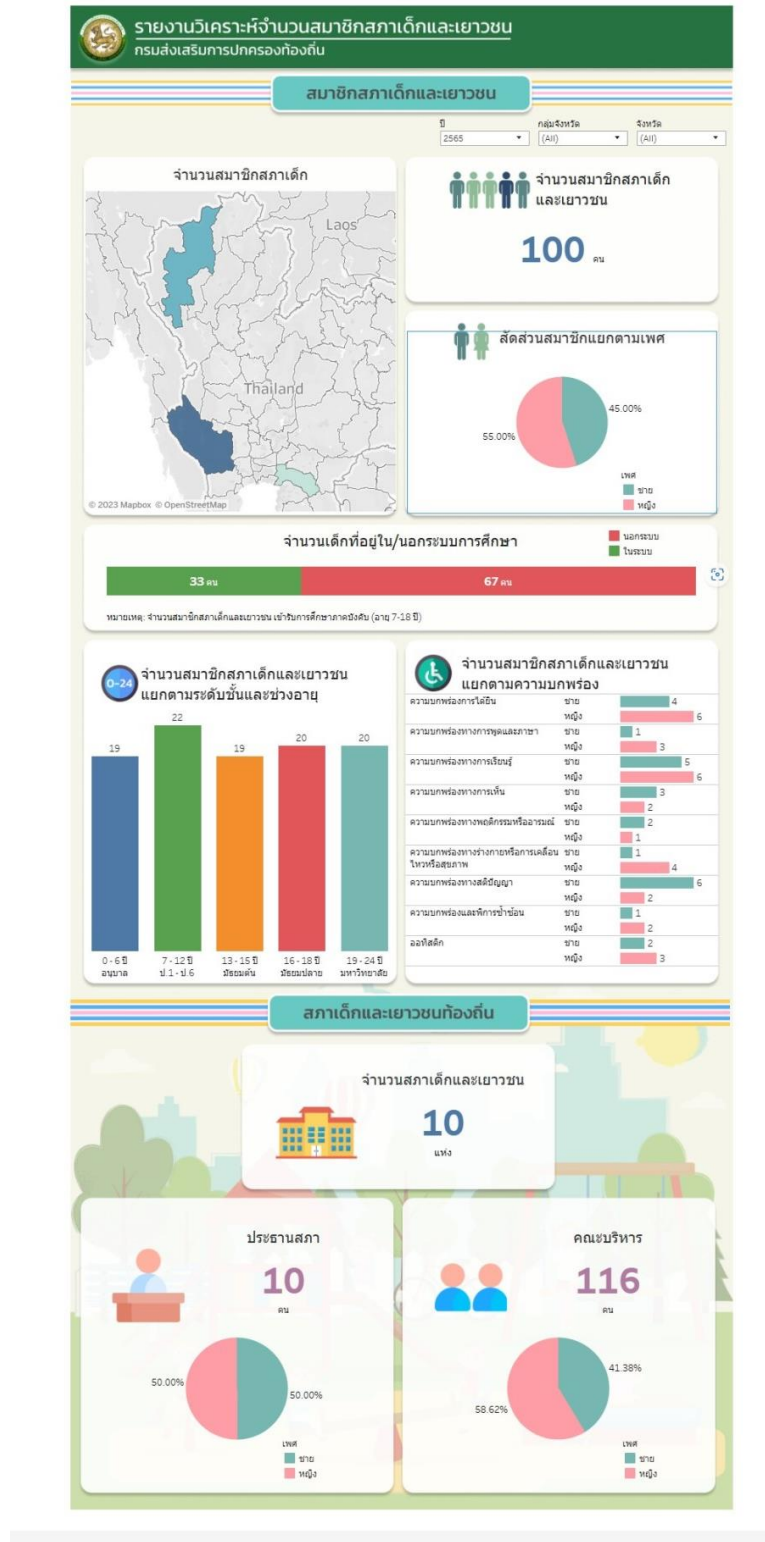 รายงานวิเคราะห์จำนวนสมาชิกสภาเด็กและเยาวชน
กรมส่งเสริมการปกครองท้องถิ่น
สมาชิกสภาเด็กและเยาวชน
ปี กลุ่มจังหวัด จังหวัด
2565 (All) (All)
จำนวนสมาชิกสภาเด็ก
Laos
Thailand
© 2023 Mapbox © OpenStreetMap
จำนวนสมาชิกสภาเด็ก
และเยาวชน
100 คน
สัดส่วนสมาชิกแยกตามเพศ
45.00%
55.00%
เพศ
ชาย
หญิง
จำนวนเด็กที่อยู่ใน/นอกระบบการศึกษา
นอกระบบ
ในระบบ
33 คน 67 คน
หมายเหตุ: จำนวนสมาชิกสภาเด็กและเยาวชน เข้ารับการศึกษาภาคบังคับ (อายุ 7-18 ปี)
0-24
จำนวนสมาชิกสภาเด็กและเยาวชน
แยกตามระดับชั้นและช่วงอายุ
19 22 19 20 20
0 - 6 ปี 7 - 12 ปี 13 - 15 ปี 16 - 18 ปี 19 - 24 ปี
อนุบาล ป.1 - ป.6 มัธยมต้น มัธยมปลาย มหาวิทยาลัย
จำนวนสมาชิกสภาเด็กและเยาวชน
แยกตามความบกพร่อง
ความบกพร่องการได้ยิน ชาย 4
หญิง 6
ความบกพร่องทางการพูดและภาษา ชาย 1
หญิง 3
ความบกพร่องทางการเรียนรู้ ชาย 5
หญิง 6
ความบกพร่องทางการเห็น ชาย 3
หญิง 2
ความบกพร่องทางพฤติกรรมหรืออารมณ์ ชาย 2
หญิง 1
ความบกพร่องทางร่างกายหรือการเคลื่อน ชาย 1
ไหวหรือสุขภาพ หญิง 4
ความบกพร่องทางสติปัญญา ชาย 6
หญิง 2
ความบกพร่องและพิการซ้ำซ้อน ชาย 1
หญิง 2
ออทิสติก ชาย 2
หญิง 3
สภาเด็กและเยาวชนท้องถิ่น
จำนวนสภาเด็กและเยาวชน
10
แห่ง
ประธานสภา
10
คน
50.00%
50.00%
เพศ
ชาย
หญิง
คณะบริหาร
116
คน
41.38%
58.62%
เพศ
ชาย
หญิง